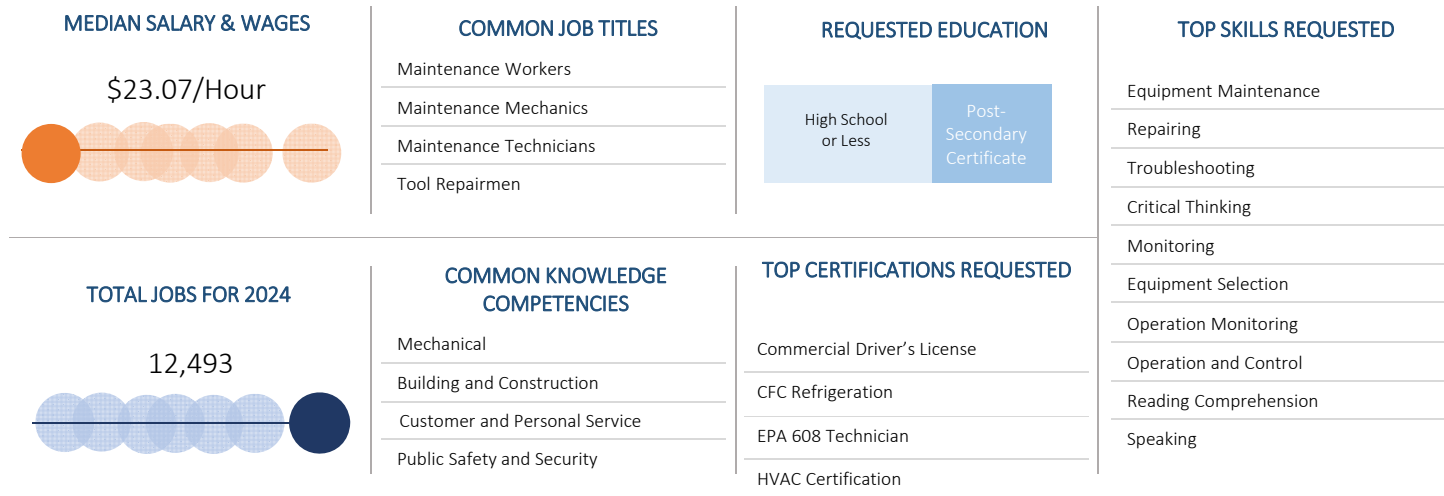 MEDIAN SALARY & WAGES
$23.07/Hour
COMMON JOB TITLES
Maintenance Workers
Maintenance Mechanics
Maintenance Technicians
Tool Repairmen
REQUESTED EDUCATION
High School
or Less
Post-
Secondary
Certificate
TOP SKILLS REQUESTED
Equipment Maintenance
Repairing
Troubleshooting
Critical Thinking
Monitoring
Equipment Selection
Operation Monitoring
Operation and Control
Reading Comprehension
Speaking
TOTAL JOBS FOR 2024
12,493
COMMON KNOWLEDGE
COMPETENCIES
Mechanical
Building and Construction
Customer and Personal Service
Public Safety and Security
TOP CERTIFICATIONS REQUESTED
Commercial Driver’s License
CFC Refrigeration
EPA 608 Technician
HVAC Certification